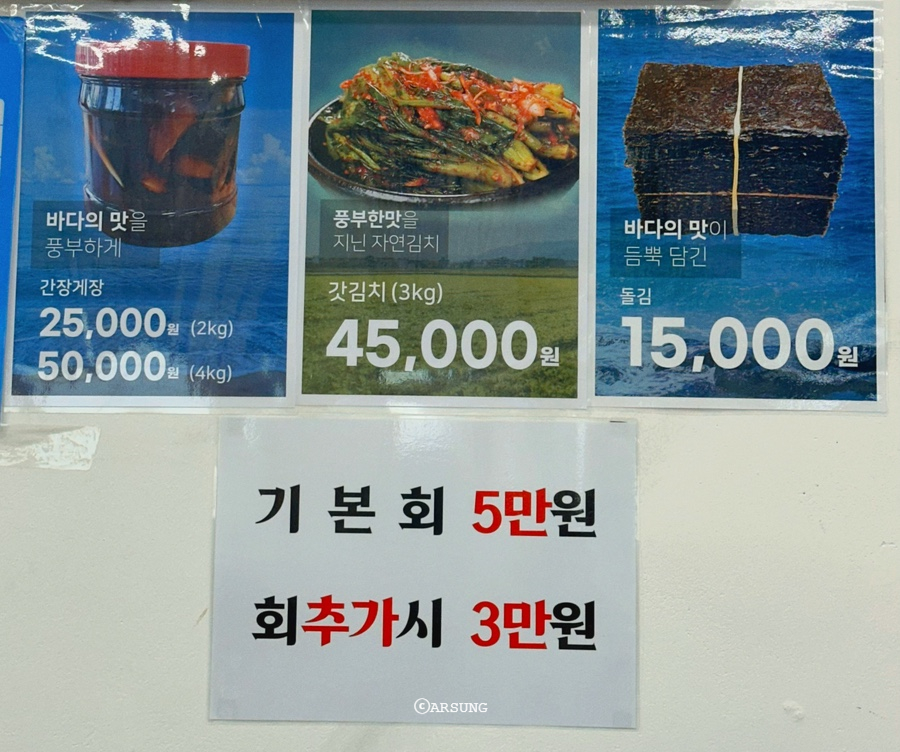 바다의 맛을
풍부하게
간장게장
25,000원 (2kg)
50,000원 (4kg)
풍부한맛을
지닌 자연김치
갓김치 (3kg)
45,000원
바다의 맛이
듬뿍 담긴
돌김
15,000원
기 본 회 5만원
회추가시 3만원
ⓒARSUNG